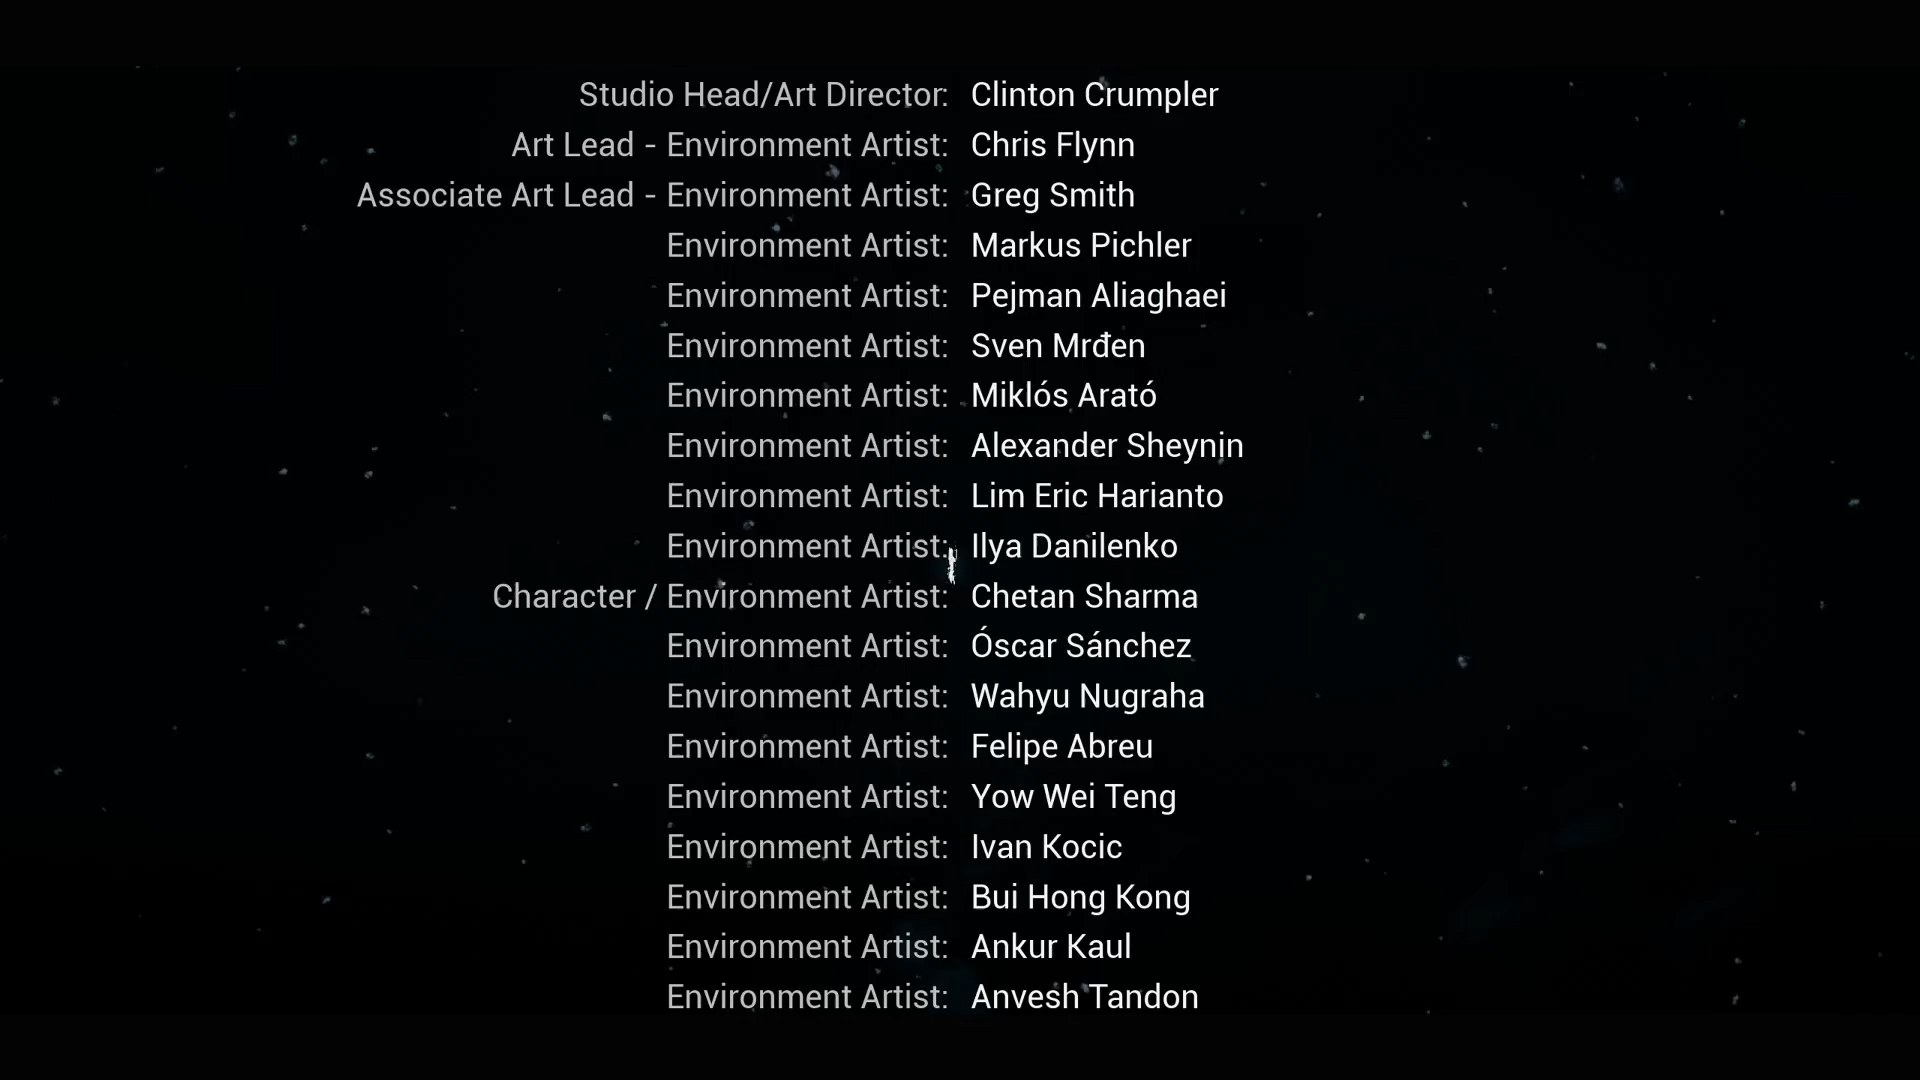 Studio Head/Art Director: Clinton Crumpler
Art Lead - Environment Artist: Chris Flynn
Associate Art Lead - Environment Artist: Greg Smith
Environment Artist: Markus Pichler
Environment Artist: Pejman Aliaghaei
Environment Artist: Sven Mrđen
Environment Artist: Miklós Arató
Environment Artist: Alexander Sheynin
Environment Artist: Lim Eric Harianto
Environment Artist: Ilya Danilenko
Character / Environment Artist: Chetan Sharma
Environment Artist: Óscar Sánchez
Environment Artist: Wahyu Nugraha
Environment Artist: Felipe Abreu
Environment Artist: Yow Wei Teng
Environment Artist: Ivan Kocic
Environment Artist: Bui Hong Kong
Environment Artist: Ankur Kaul
Environment Artist: Anvesh Tandon